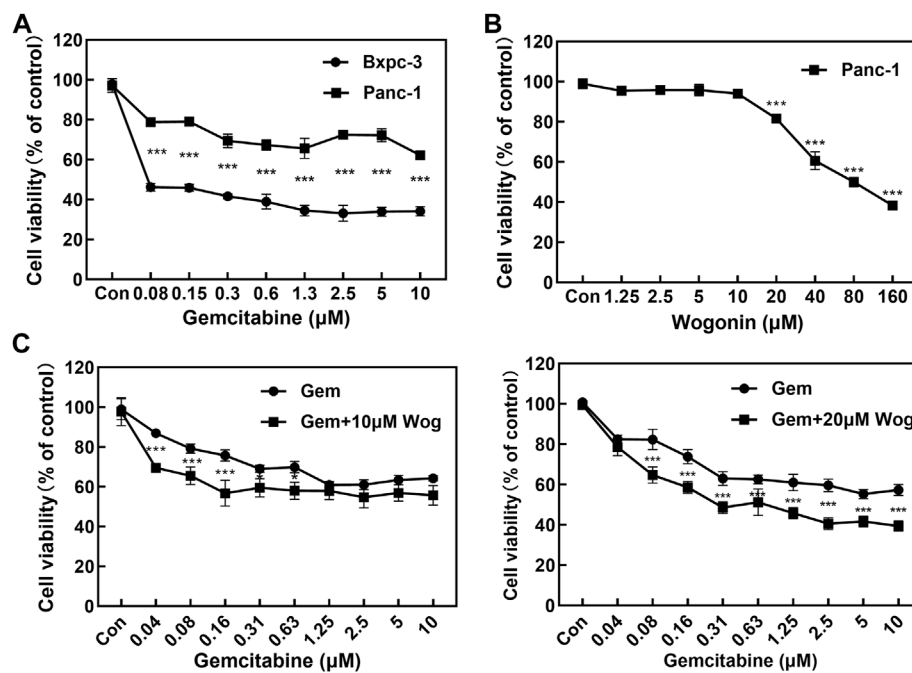 A
Cell viability (% of control)
120
100
80
60
40
20
0
Bxpc-3
Panc-1
*** *** *** *** *** *** *** ***
Con 0.08 0.15 0.3 0.6 1.3 2.5 5 10
Gemcitabine (μM)
B
Cell viability (% of control)
120
100
80
60
40
20
0
Panc-1
***
***
***
***
Con 1.25 2.5 5 10 20 40 80 160
Wogonin (μM)
C
Cell viability (% of control)
120
100
80
60
40
20
0
Gem
Gem+10μM Wog
*** *** *** * *
Con 0.04 0.08 0.16 0.31 0.63 1.25 2.5 5 10
Gemcitabine (μM)
Cell viability (% of control)
120
100
80
60
40
20
0
Gem
Gem+20μM Wog
*** *** *** *** *** *** *** ***
Con 0.04 0.08 0.16 0.31 0.63 1.25 2.5 5 10
Gemcitabine (μM)